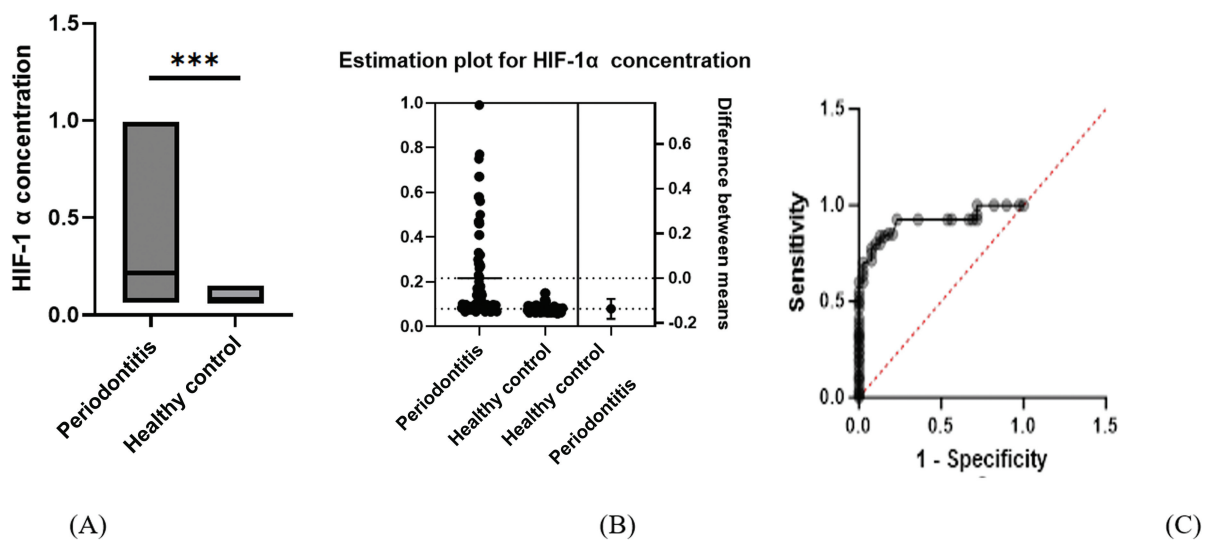 1.5
1.0
0.5
0.0
HIF-1 α concentration
***
Periodontitis
Healthy control
Estimation plot for HIF-1α concentration
1.0
0.8
0.6
0.4
0.2
0.0
0.6
0.4
0.2
0.0
-0.2
Difference between means
Periodontitis
Healthy control
Healthy control
Periodontitis
1.5
1.0
0.5
0.0
Sensitivity
0.0 0.5 1.0 1.5
1 - Specificity
(A) (B) (C)